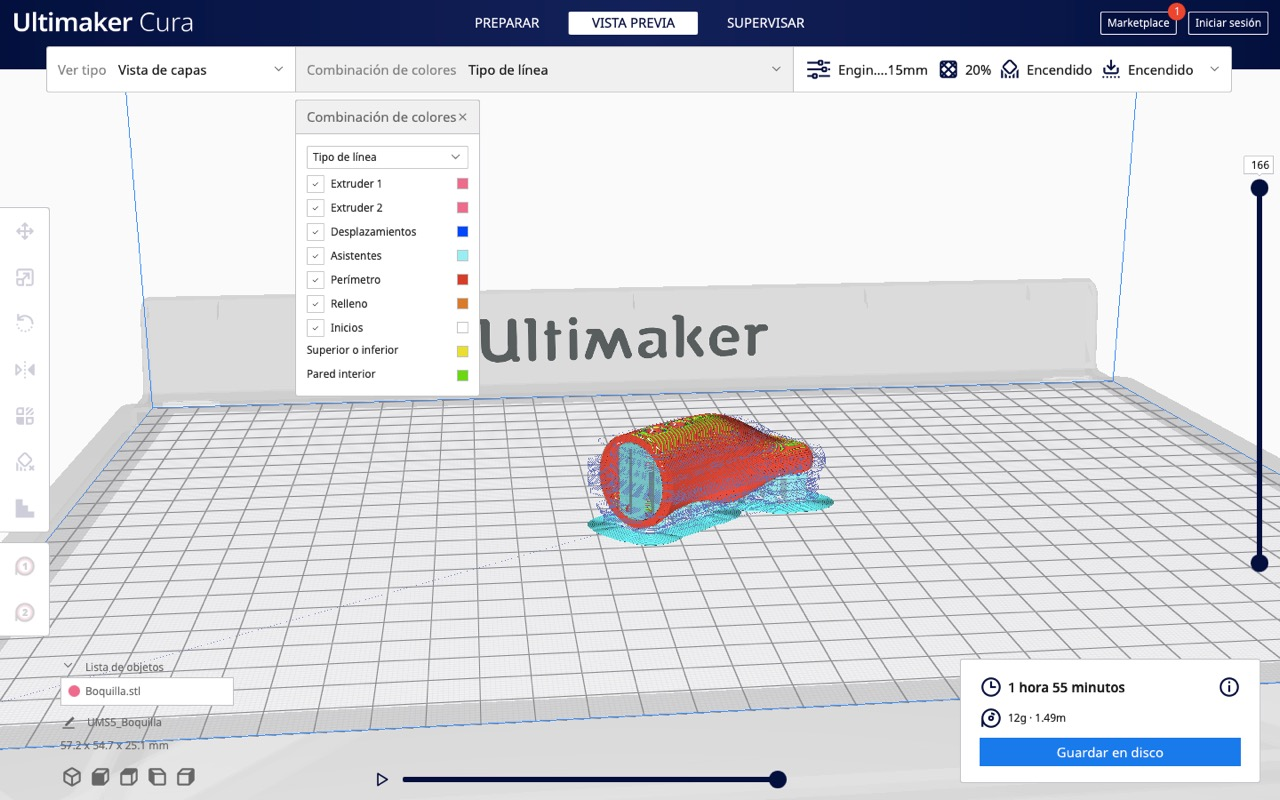 Ultimaker Cura
PREPARAR
VISTA PREVIA
SUPERVISAR
Marketplace
1
Iniciar sesión
Ver tipo Vista de capas
Combinación de colores Tipo de línea
Engin....15mm
20%
Encendido
Encendido
Combinación de colores
Tipo de línea
Extruder 1
Extruder 2
Desplazamientos
Asistentes
Perímetro
Relleno
Inicios
Superior o inferior
Pared interior
166
Ultimaker
1
2
Lista de objetos
Boquilla.stl
UMS5_Boquilla
57.2 x 54.7 x 25.1 mm
1 hora 55 minutos
12g · 1.49m
Guardar en disco